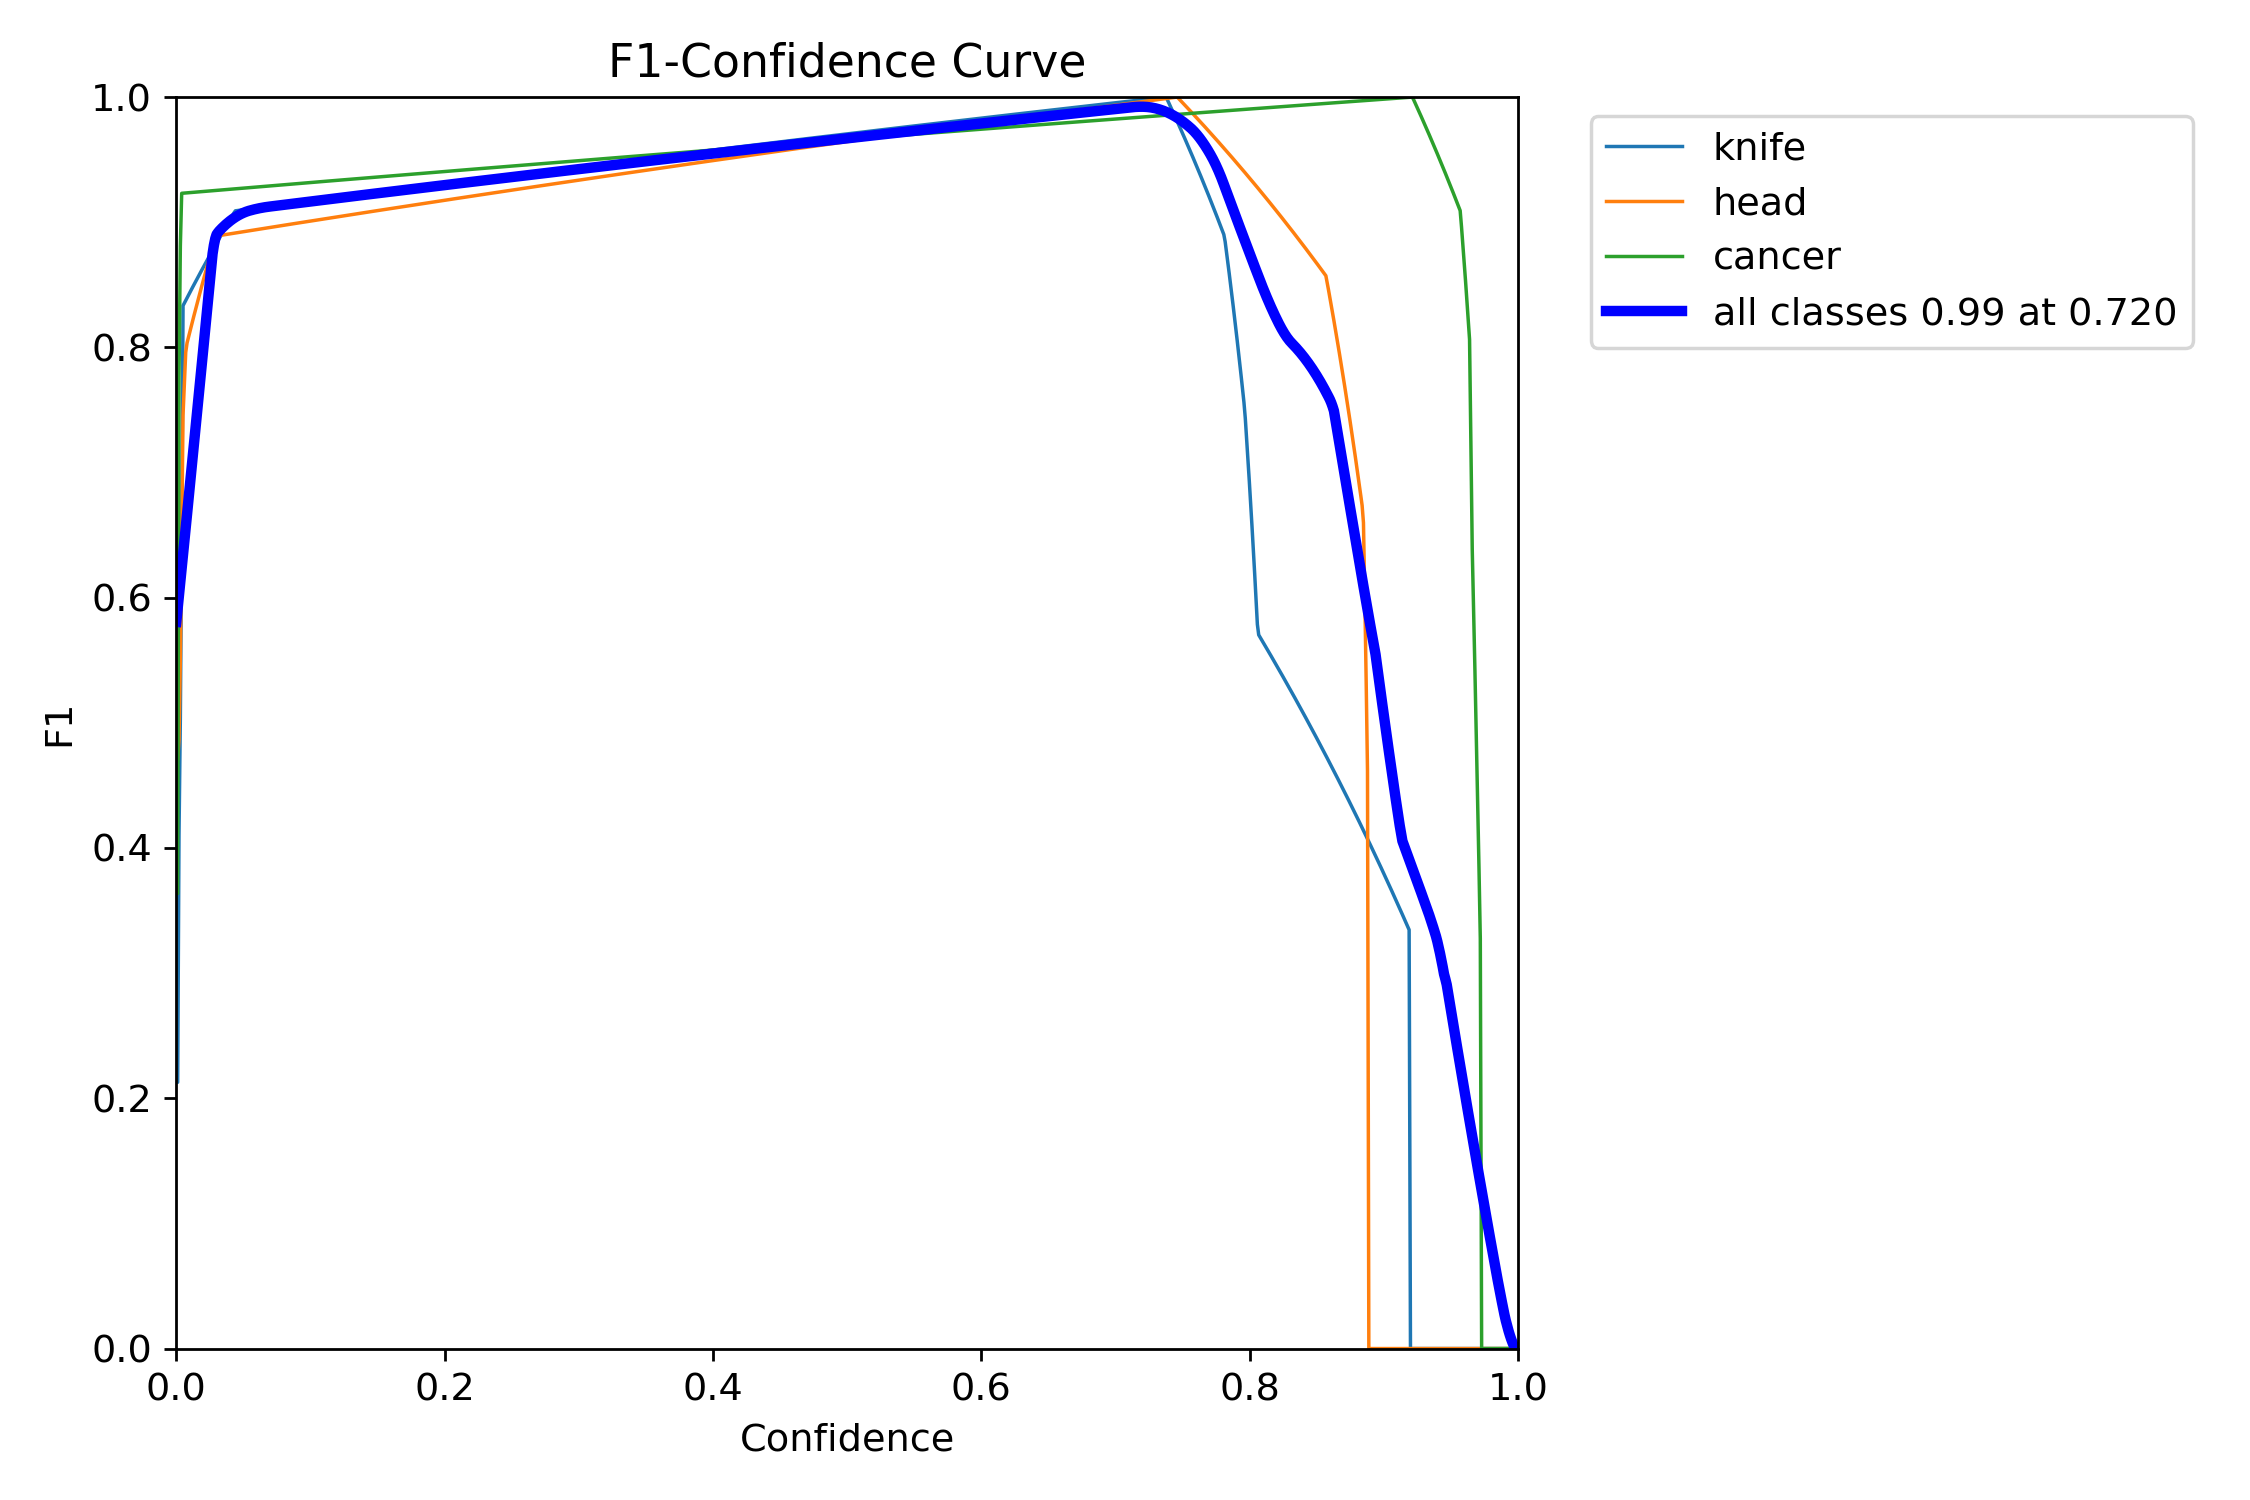 F1-Confidence Curve
1.0
0.8
0.6
0.4
0.2
0.0
F1
0.0 0.2 0.4 0.6 0.8 1.0
Confidence
knife
head
cancer
all classes 0.99 at 0.720